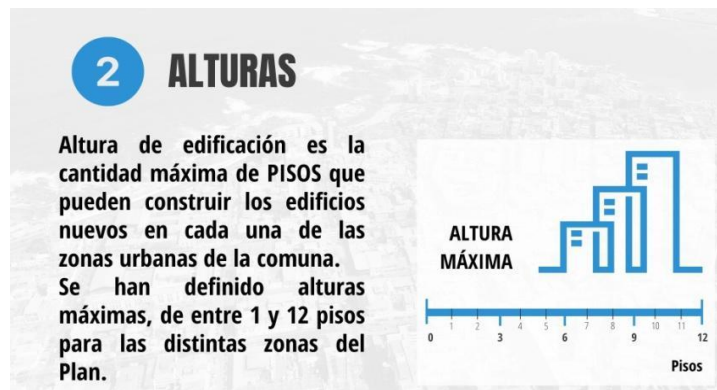 2 ALTURAS
Altura de edificación es la
cantidad máxima de PISOS que
pueden construir los edificios
nuevos en cada una de las
zonas urbanas de la comuna.
Se han definido alturas
máximas, de entre 1 y 12 pisos
para las distintas zonas del
Plan.
ALTURA
MÁXIMA
0 1 2 3 4 5 6 7 8 9 10 11 12
Pisos